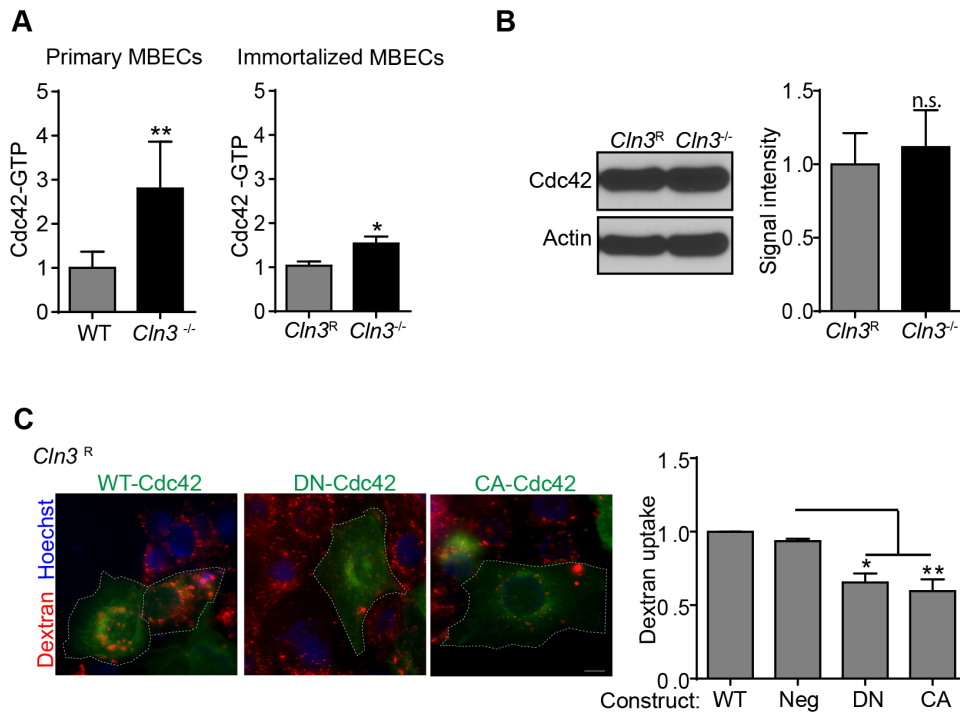 A
Primary MBECs
Cdc42-GTP
5
4
3
2
1
0
**
WT
Cln3 -/-
Immortalized MBECs
Cdc42 -GTP
5
4
3
2
1
0
*
Cln3R
Cln3-/-
B
Cln3R Cln3-/-
Cdc42
Actin
Signal intensity
1.5
1.0
0.5
0.0
n.s.
Cln3R
Cln3-/-
C
Cln3 R
WT-Cdc42
DN-Cdc42
CA-Cdc42
Dextran Hoechst
Dextran uptake
1.5
1.0
0.5
0.0
*
**
Construct: WT Neg DN CA